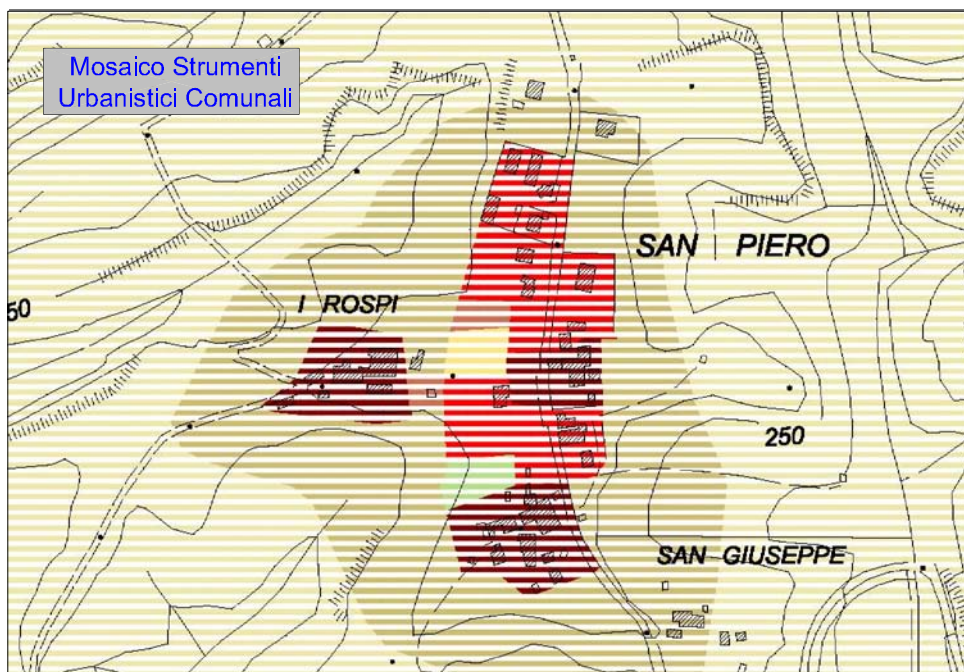 Mosaico Strumenti
Urbanistici Comunali
SAN PIERO
I ROSPI
50
250
SAN GIUSEPPE